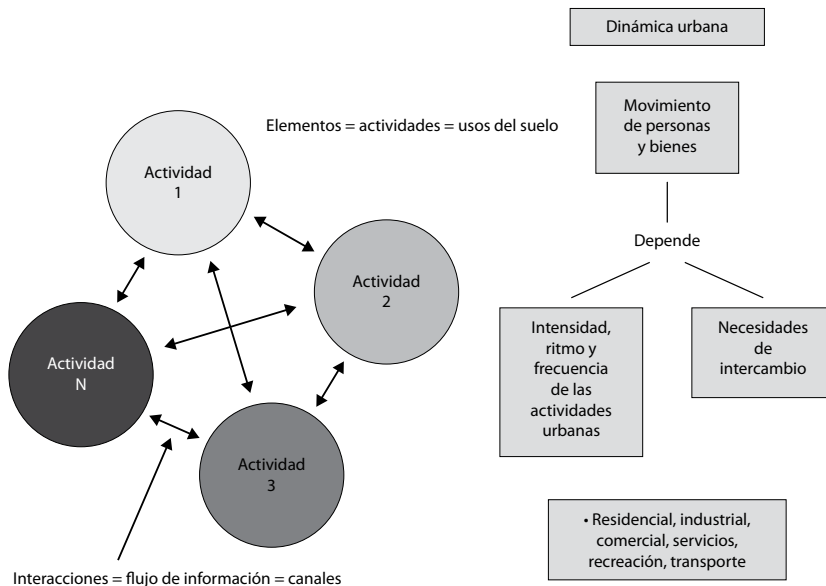 Dinámica urbana
Movimiento
de personas
y bienes
Elementos = actividades = usos del suelo
Actividad
1
Actividad
2
Actividad
N
Actividad
3
Depende
Intensidad,
ritmo y
frecuencia
de las
actividades
urbanas
Necesidades
de
intercambio
• Residencial, industrial,
comercial, servicios,
recreación, transporte
Interacciones = flujo de información = canales